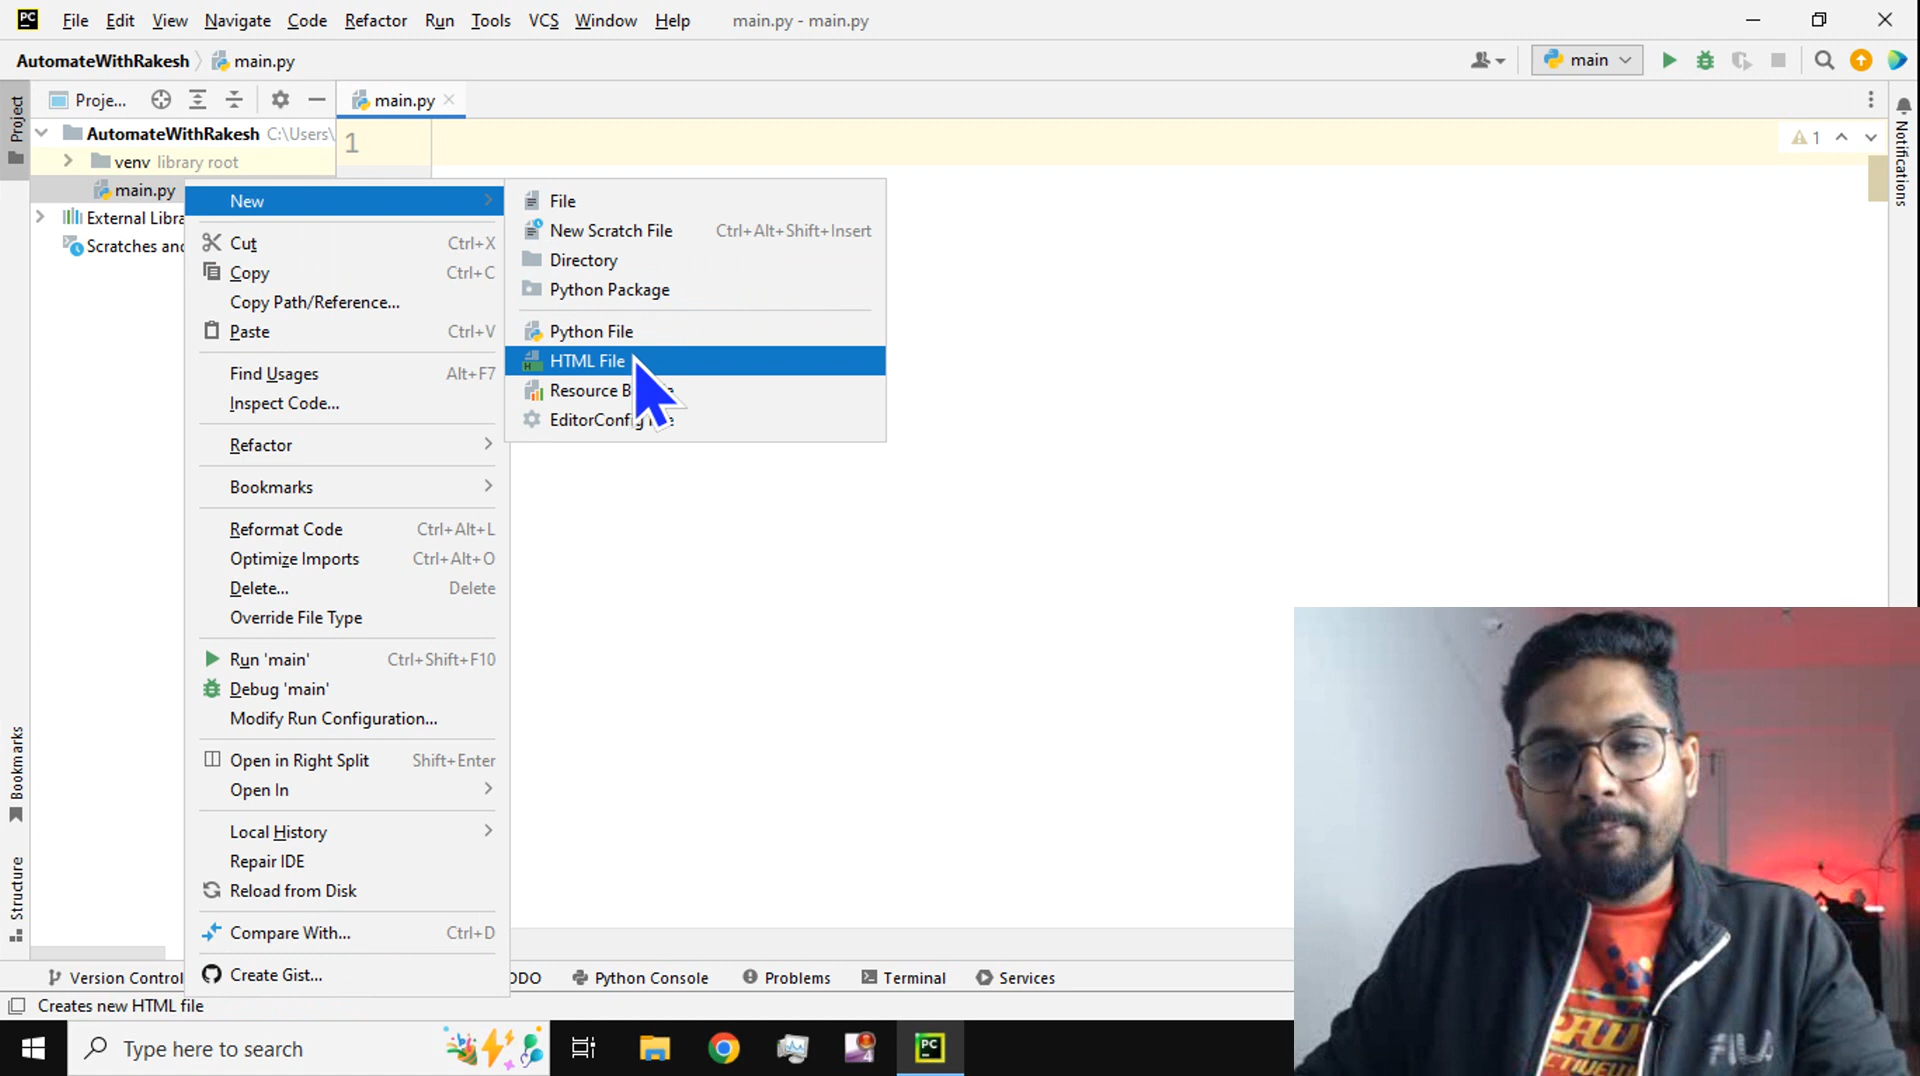 PC File Edit View Navigate Code Refactor Run Tools VCS Window Help main.py - main.py
AutomateWithRakesh main.py main
Project Proje... main.py
AutomateWithRakesh C:\Users\
venv library root
main.py
External Libra
Scratches and
1
1
Notifications
New
Cut Ctrl+X
Copy Ctrl+C
Copy Path/Reference...
Paste Ctrl+V
Find Usages Alt+F7
Inspect Code...
Refactor
Bookmarks
Reformat Code Ctrl+Alt+L
Optimize Imports Ctrl+Alt+O
Delete... Delete
Override File Type
Run 'main' Ctrl+Shift+F10
Debug 'main'
Modify Run Configuration...
Open in Right Split Shift+Enter
Open In
Local History
Repair IDE
Reload from Disk
Compare With... Ctrl+D
Create Gist...
File
New Scratch File Ctrl+Alt+Shift+Insert
Directory
Python Package
Python File
HTML File
Resource
EditorConfig
Bookmarks
Structure
Version Control ODO Python Console Problems Terminal Services
Creates new HTML file
Type here to search
4
PC
FILA